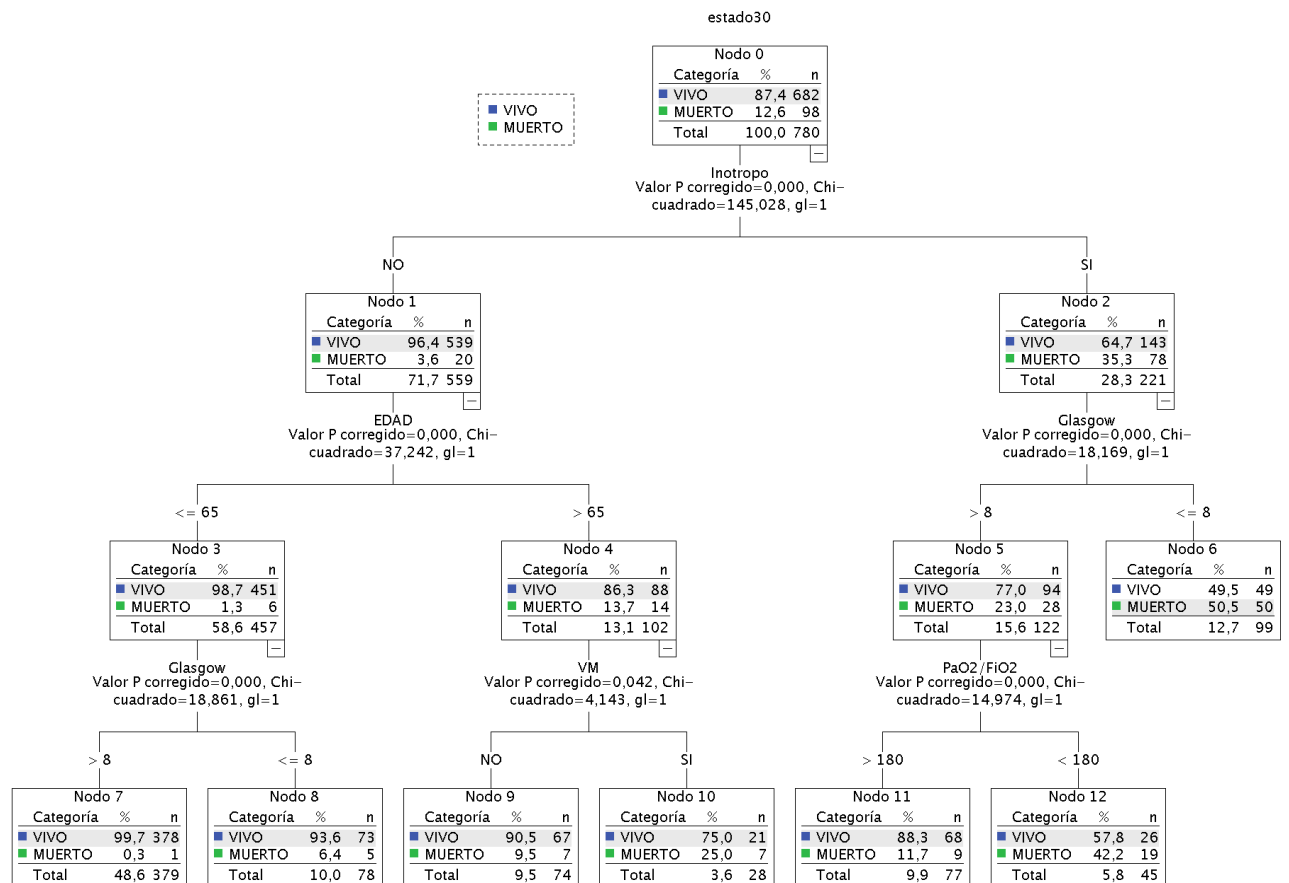 estado30
Nodo 0
Categoría % n
VIVO 87,4 682
MUERTO 12,6 98
Total 100,0 780
VIVO
MUERTO
Inotropo
Valor P corregido=0,000, Chi-
cuadrado=145,028, gl=1
NO
SI
Nodo 1
Categoría % n
VIVO 96,4 539
MUERTO 3,6 20
Total 71,7 559
Nodo 2
Categoría % n
VIVO 64,7 143
MUERTO 35,3 78
Total 28,3 221
EDAD
Valor P corregido=0,000, Chi-
cuadrado=37,242, gl=1
Glasgow
Valor P corregido=0,000, Chi-
cuadrado=18,169, gl=1
<= 65
> 65
> 8
<= 8
Nodo 3
Categoría % n
VIVO 98,7 451
MUERTO 1,3 6
Total 58,6 457
Nodo 4
Categoría % n
VIVO 86,3 88
MUERTO 13,7 14
Total 13,1 102
Nodo 5
Categoría % n
VIVO 77,0 94
MUERTO 23,0 28
Total 15,6 122
Nodo 6
Categoría % n
VIVO 49,5 49
MUERTO 50,5 50
Total 12,7 99
Glasgow
Valor P corregido=0,000, Chi-
cuadrado=18,861, gl=1
VM
Valor P corregido=0,042, Chi-
cuadrado=4,143, gl=1
PaO2/FiO2
Valor P corregido=0,000, Chi-
cuadrado=14,974, gl=1
> 8
<= 8
NO
SI
> 180
< 180
Nodo 7
Categoría % n
VIVO 99,7 378
MUERTO 0,3 1
Total 48,6 379
Nodo 8
Categoría % n
VIVO 93,6 73
MUERTO 6,4 5
Total 10,0 78
Nodo 9
Categoría % n
VIVO 90,5 67
MUERTO 9,5 7
Total 9,5 74
Nodo 10
Categoría % n
VIVO 75,0 21
MUERTO 25,0 7
Total 3,6 28
Nodo 11
Categoría % n
VIVO 88,3 68
MUERTO 11,7 9
Total 9,9 77
Nodo 12
Categoría % n
VIVO 57,8 26
MUERTO 42,2 19
Total 5,8 45